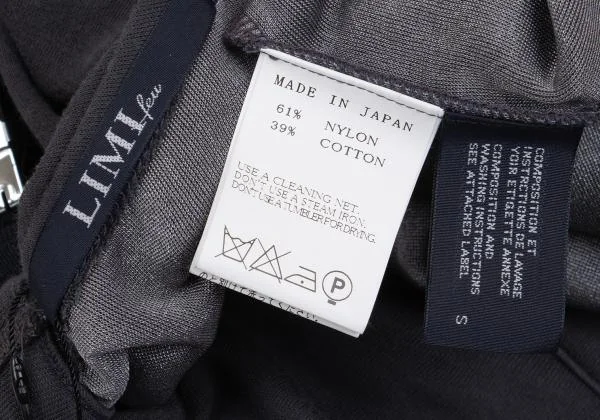 LIMI feu
MADE IN JAPAN
61% NYLON
39% COTTON
USE A CLEANING NET.
DON'T USE A STEAM IRON.
DON'T USE A TUMBLER FOR DRYING.
P
COMPOSITION ET
INSTRUCTIONS DE LAVAGE
VOIR ETIQUETTE ANNEXE
COMPOSITION AND
WASHING INSTRUCTIONS
SEE ATTACHED LABEL
S